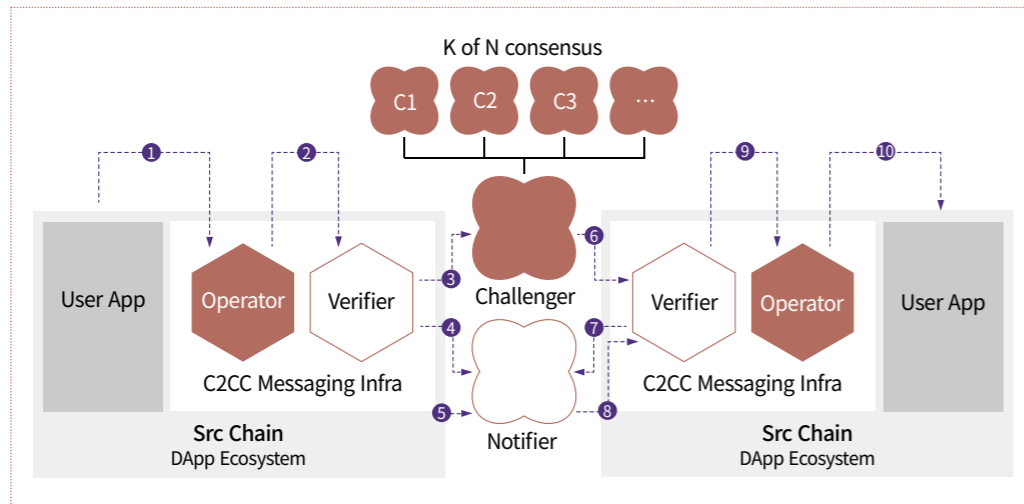 K of N consensus
C1
C2
C3
...
1
2
9
10
3
6
Challenger
User App
Operator
Verifier
Verifier
Operator
User App
4
7
C2CC Messaging Infra
C2CC Messaging Infra
5
8
Notifier
Src Chain
DApp Ecosystem
Src Chain
DApp Ecosystem